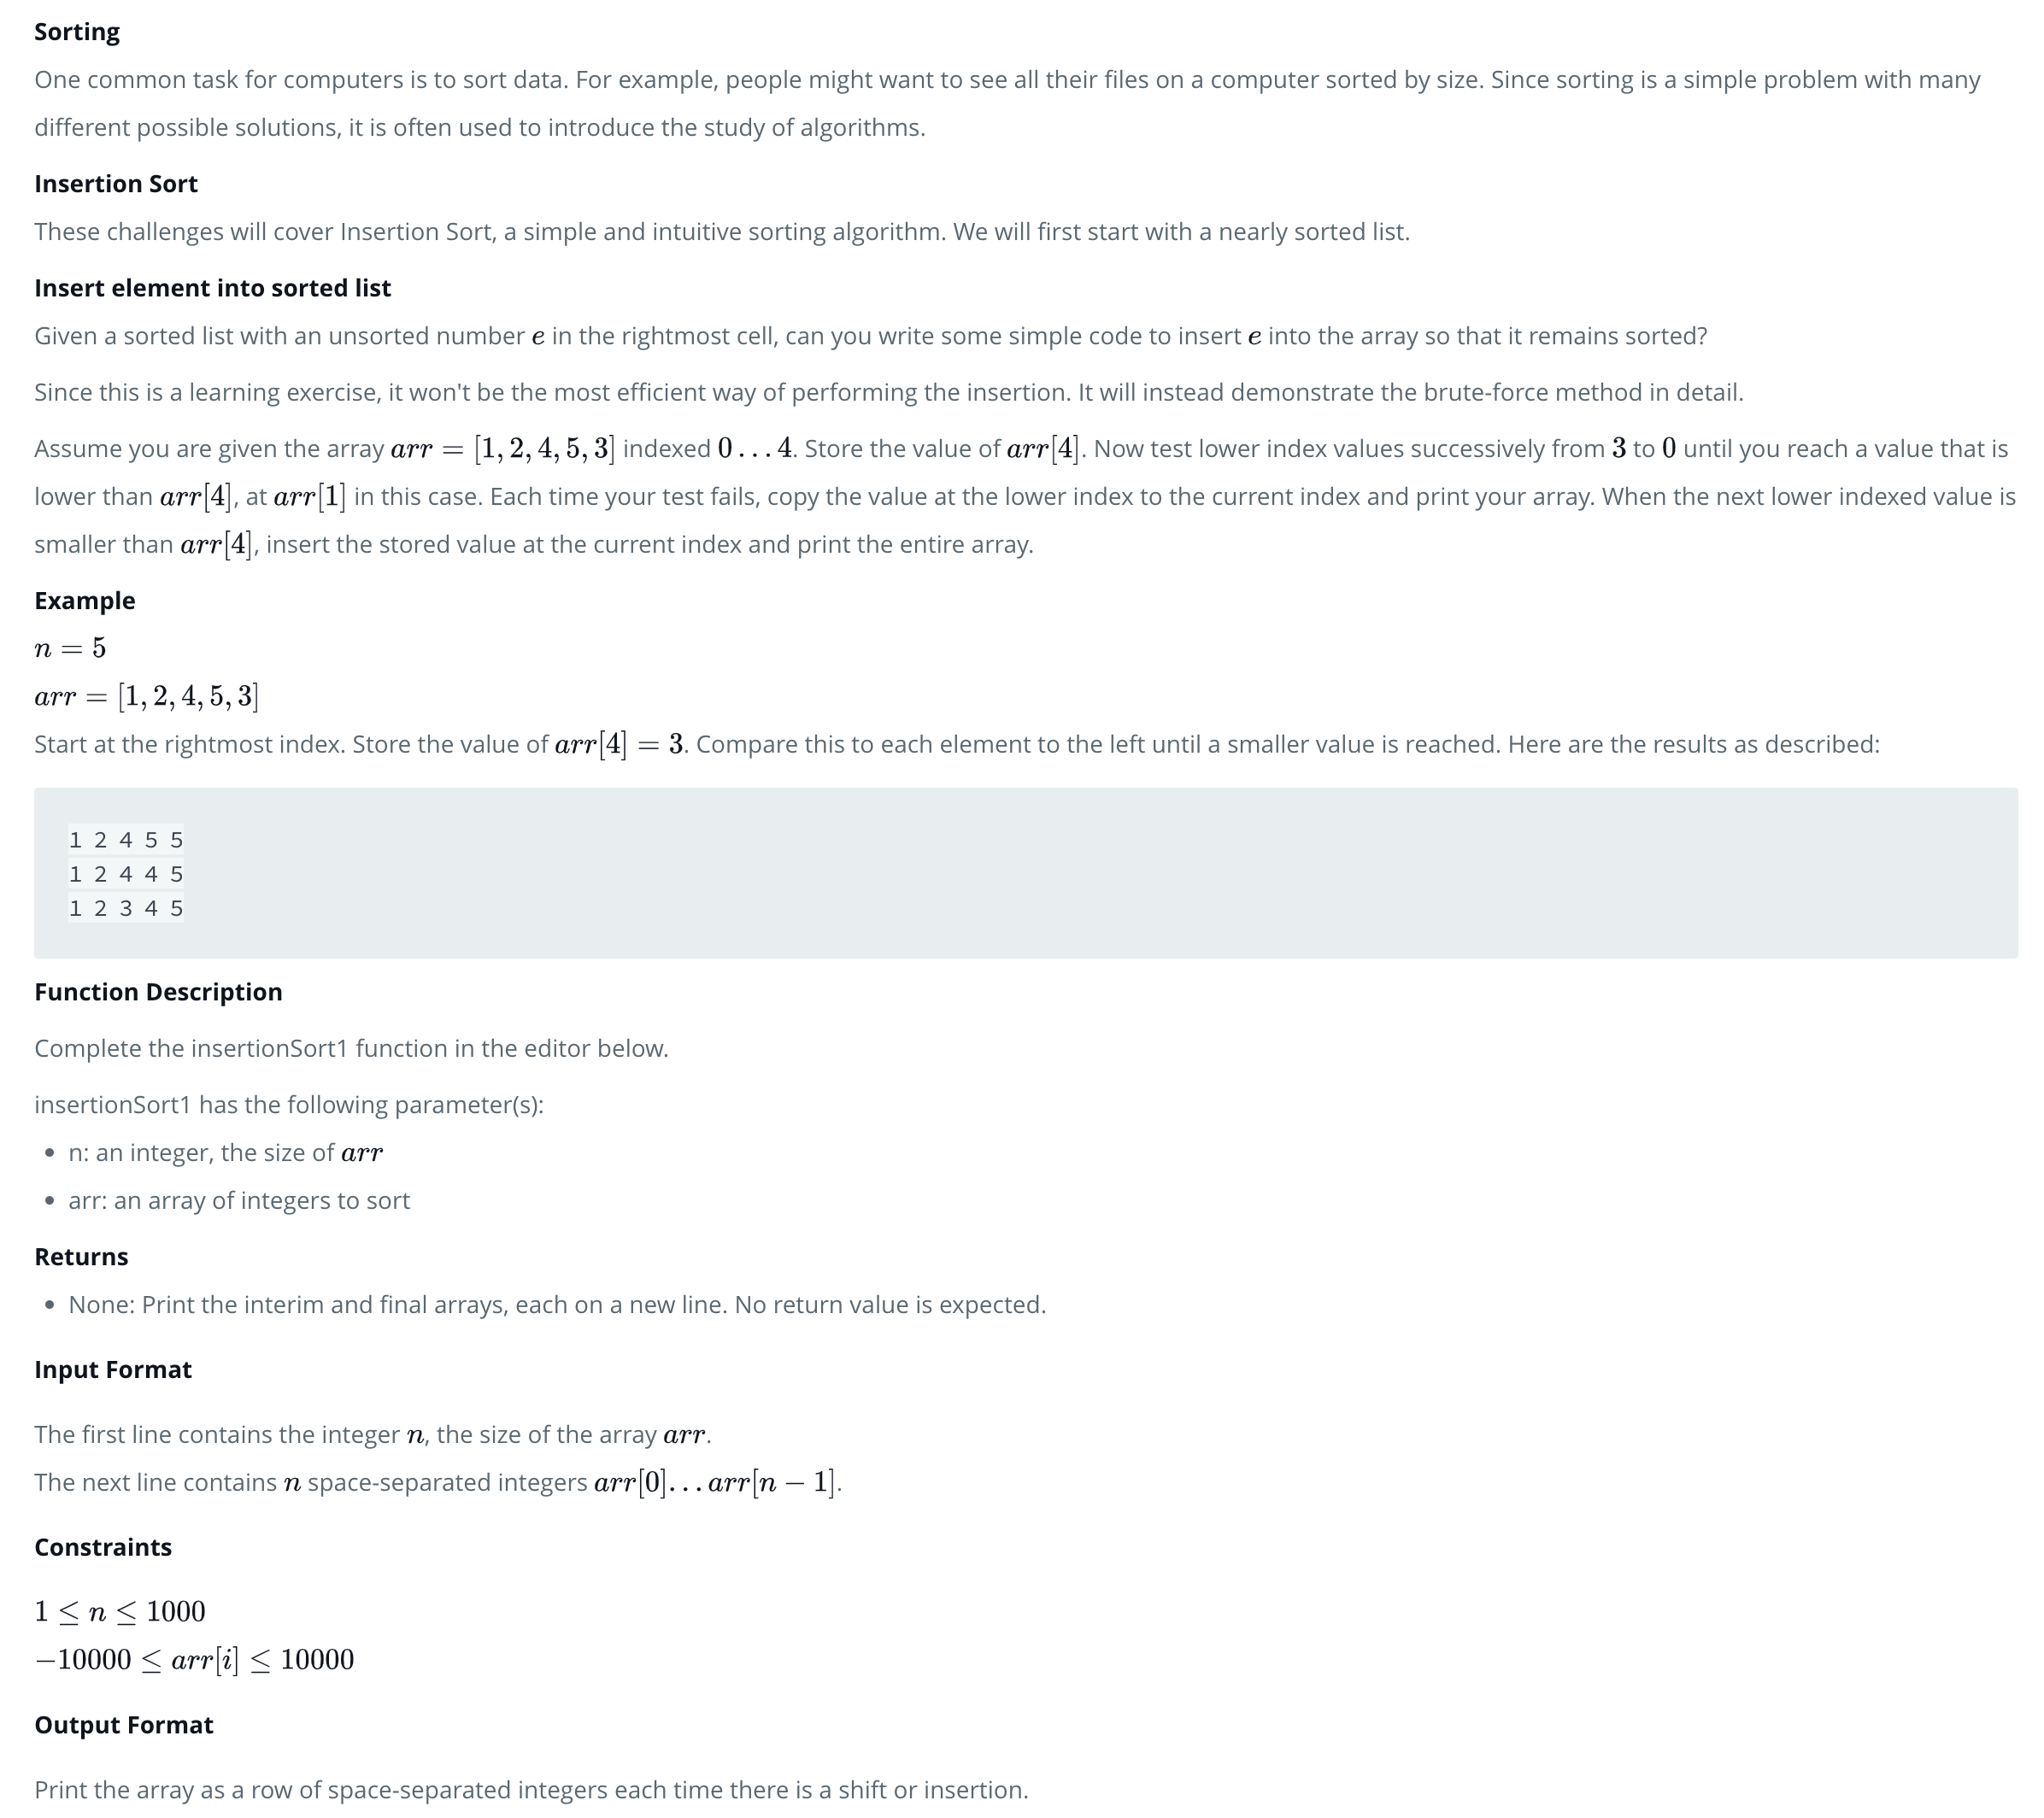 Sorting
One common task for computers is to sort data. For example, people might want to see all their files on a computer sorted by size. Since sorting is a simple problem with many
different possible solutions, it is often used to introduce the study of algorithms.
Insertion Sort
These challenges will cover Insertion Sort, a simple and intuitive sorting algorithm. We will first start with a nearly sorted list.
Insert element into sorted list
Given a sorted list with an unsorted number e in the rightmost cell, can you write some simple code to insert e into the array so that it remains sorted?
Since this is a learning exercise, it won't be the most efficient way of performing the insertion. It will instead demonstrate the brute-force method in detail.
Assume you are given the array arr = [1, 2, 4, 5, 3] indexed 0 . . . 4. Store the value of arr[4]. Now test lower index values successively from 3 to 0 until you reach a value that is
lower than arr[4], at arr[1] in this case. Each time your test fails, copy the value at the lower index to the current index and print your array. When the next lower indexed value is
smaller than arr[4], insert the stored value at the current index and print the entire array.
Example
n = 5
arr = [1, 2, 4, 5, 3]
Start at the rightmost index. Store the value of arr[4] = 3. Compare this to each element to the left until a smaller value is reached. Here are the results as described:
1 2 4 5 5
1 2 4 4 5
1 2 3 4 5
Function Description
Complete the insertionSort1 function in the editor below.
insertionSort1 has the following parameter(s):
• n: an integer, the size of arr
• arr: an array of integers to sort
Returns
• None: Print the interim and final arrays, each on a new line. No return value is expected.
Input Format
The first line contains the integer n, the size of the array arr.
The next line contains n space-separated integers arr[0]. . . arr[n − 1].
Constraints
1 ≤ n ≤ 1000
−10000 ≤ arr[i] ≤ 10000
Output Format
Print the array as a row of space-separated integers each time there is a shift or insertion.